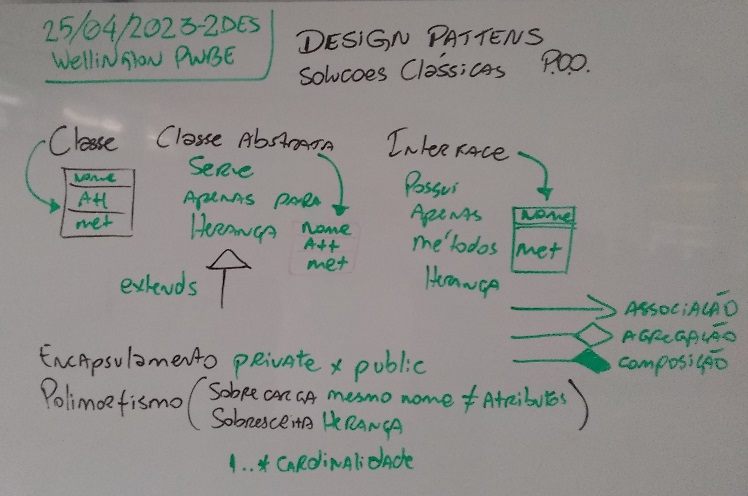 25/04/2023-2DES
Wellington PWBE
DESIGN PATTENS
Solucoes Clássicas P.O.O.
Classe
nome
Att
met
Classe Abstrata
Serve
Apenas para
Herança
nome
Att
met
extends
Interface
Possui
Apenas
métodos
Herança
nome
met
ASSOCIAÇÃO
AGREGAÇÃO
COMPOSIÇÃO
Encapsulamento private x public
Polimorfismo (Sobrecarga mesmo nome ≠ Atributos)
Sobrescrita Herança
1..* CARDINALIDADE